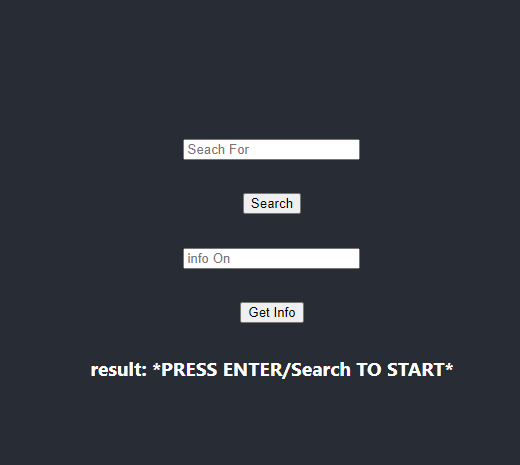 Seach For
Search
info On
Get Info
result: *PRESS ENTER/Search TO START*